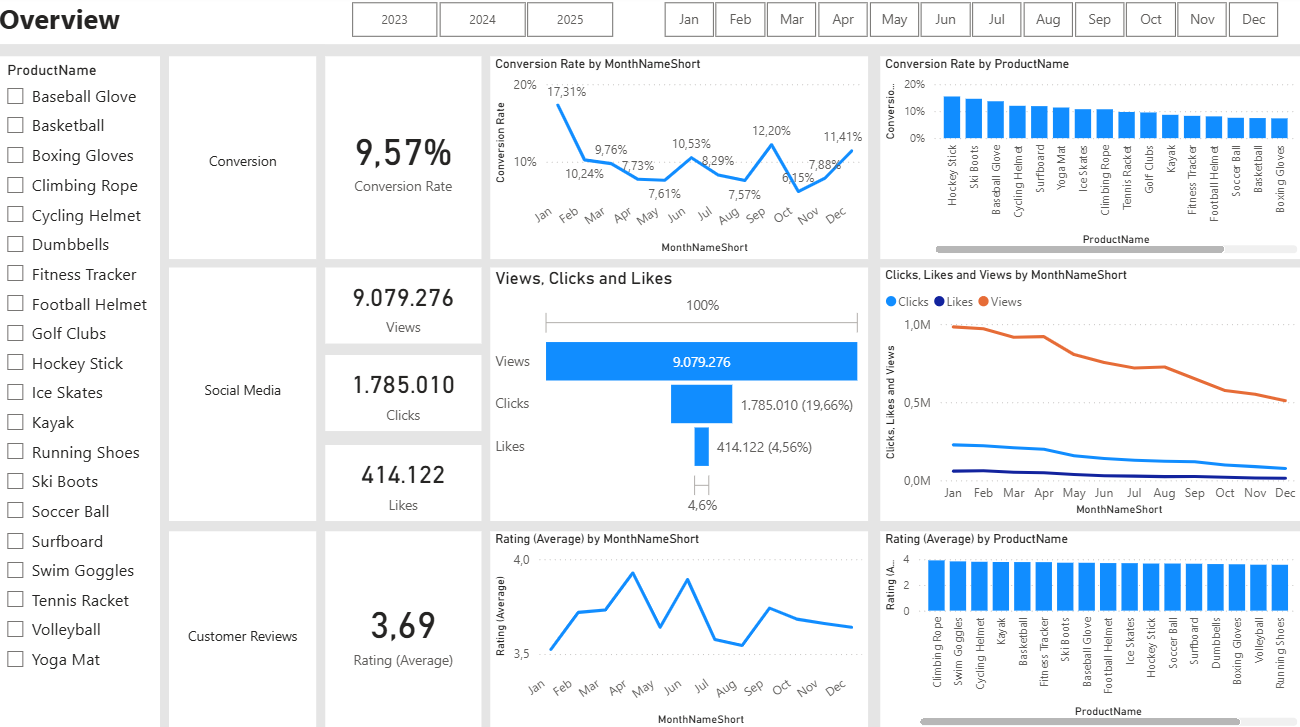 Overview
2023 2024 2025
Jan Feb Mar Apr May Jun Jul Aug Sep Oct Nov Dec
ProductName
Baseball Glove
Basketball
Boxing Gloves
Climbing Rope
Cycling Helmet
Dumbbells
Fitness Tracker
Football Helmet
Golf Clubs
Hockey Stick
Ice Skates
Kayak
Running Shoes
Ski Boots
Soccer Ball
Surfboard
Swim Goggles
Tennis Racket
Volleyball
Yoga Mat
Conversion
9,57%
Conversion Rate
Conversion Rate by MonthNameShort
Conversion Rate
20%
10%
17,31%
10,24%
9,76%
7,73%
7,61%
10,53%
8,29%
7,57%
12,20%
6,15%
7,88%
11,41%
Jan Feb Mar Apr May Jun Jul Aug Sep Oct Nov Dec
MonthNameShort
Conversion Rate by ProductName
Conversio...
20%
10%
0%
Hockey Stick
Ski Boots
Baseball Glove
Cycling Helmet
Surfboard
Yoga Mat
Ice Skates
Climbing Rope
Tennis Racket
Golf Clubs
Kayak
Fitness Tracker
Football Helmet
Soccer Ball
Basketball
Boxing Gloves
ProductName
Social Media
9.079.276
Views
1.785.010
Clicks
414.122
Likes
Views, Clicks and Likes
100%
Views 9.079.276
Clicks 1.785.010 (19,66%)
Likes 414.122 (4,56%)
4,6%
Clicks, Likes and Views by MonthNameShort
Clicks Likes Views
Clicks, Likes and Views
1,0M
0,5M
0,0M
Jan Feb Mar Apr May Jun Jul Aug Sep Oct Nov Dec
MonthNameShort
Customer Reviews
3,69
Rating (Average)
Rating (Average) by MonthNameShort
Rating (Average)
4,0
3,5
Jan Feb Mar Apr May Jun Jul Aug Sep Oct Nov Dec
MonthNameShort
Rating (Average) by ProductName
Rating (A...
4
2
0
Climbing Rope
Swim Goggles
Cycling Helmet
Kayak
Basketball
Fitness Tracker
Ski Boots
Baseball Glove
Football Helmet
Ice Skates
Hockey Stick
Soccer Ball
Surfboard
Dumbbells
Boxing Gloves
Volleyball
Running Shoes
ProductName